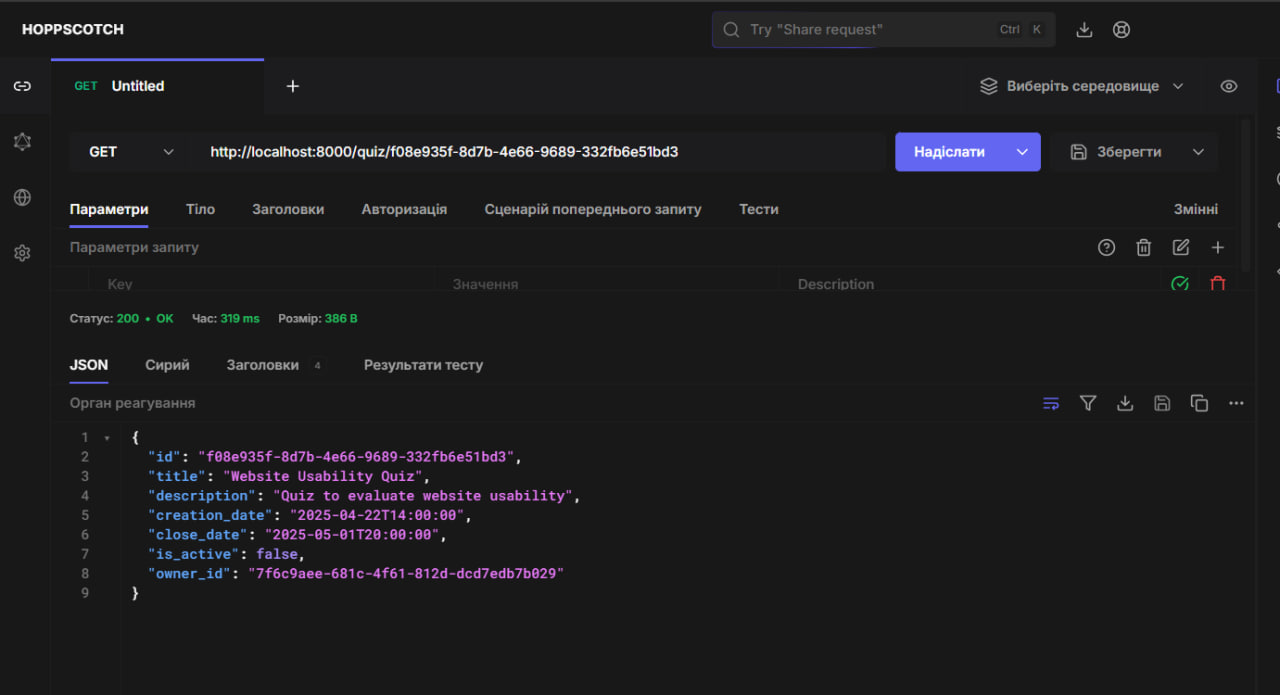 HOPPSCOTCH
Try "Share request"
Ctrl K
GET Untitled
Виберіть середовище
GET
http://localhost:8000/quiz/f08e935f-8d7b-4e66-9689-332fb6e51bd3
Надіслати
Зберегти
Параметри Тіло Заголовки Авторизація Сценарій попереднього запиту Тести Змінні
Параметри запиту
Key Значення Description
Статус: 200 • OK Час: 319 ms Розмір: 386 B
JSON Сирий Заголовки 4 Результати тесту
Орган реагування
1 {
2 "id": "f08e935f-8d7b-4e66-9689-332fb6e51bd3",
3 "title": "Website Usability Quiz",
4 "description": "Quiz to evaluate website usability",
5 "creation_date": "2025-04-22T14:00:00",
6 "close_date": "2025-05-01T20:00:00",
7 "is_active": false,
8 "owner_id": "7f6c9aee-681c-4f61-812d-dcd7edb7b029"
9 }